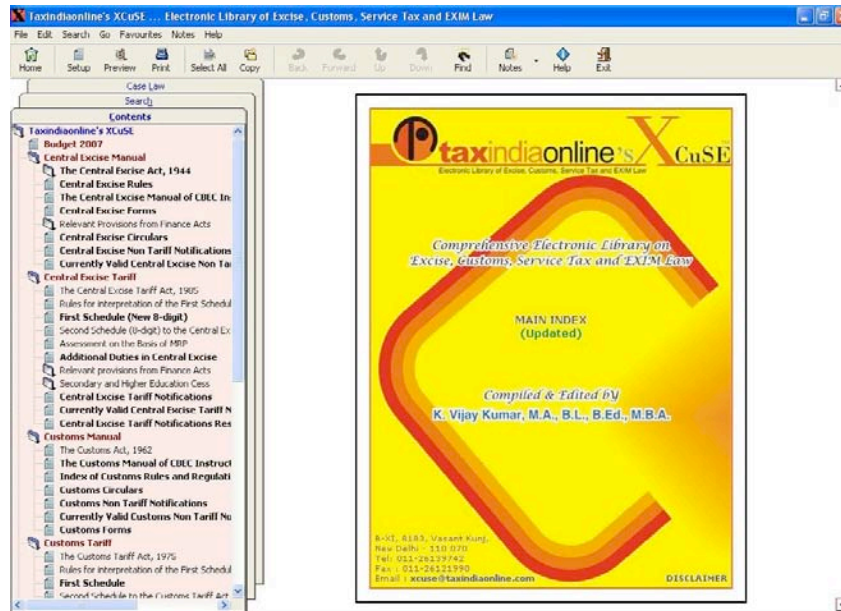 Taxindiaonline's XCuSE ... Electronic Library of Excise, Customs, Service Tax and EXIM Law
File Edit Search Go Favourites Notes Help
Home Setup Preview Print Select All Copy Back Forward Up Down Find Notes Help Exit
Case Law
Search
Contents
Taxindiaonline's XCuSE
Budget 2007
Central Excise Manual
The Central Excise Act, 1944
Central Excise Rules
The Central Excise Manual of CBEC In
Central Excise Forms
Relevant Provisions from Finance Acts
Central Excise Circulars
Central Excise Non Tariff Notifications
Currently Valid Central Excise Non Ta
Central Excise Tariff
The Central Excise Tariff Act, 1985
Rules for interpretation of the First Schedul
First Schedule (New 8-digit)
Second Schedule (8-digit) to the Central Ex
Assessment on the Basis of MRP
Additional Duties in Central Excise
Relevant provisions from Finance Acts
Secondary and Higher Education Cess
Central Excise Tariff Notifications
Currently Valid Central Excise Tariff N
Central Excise Tariff Notifications Res
Customs Manual
The Customs Act, 1962
The Customs Manual of CBEC Instruct
Index of Customs Rules and Regulati
Customs Circulars
Customs Non Tariff Notifications
Currently Valid Customs Non Tariff No
Customs Forms
Customs Tariff
The Customs Tariff Act, 1975
Rules for interpretation of the First Schedul
First Schedule
Second Schedule to the Customs Tariff Act
taxindiaonline's XCuSE
Electronic Library of Excise, Customs, Service Tax and EXIM Law
Comprehensive Electronic Library on
Excise, Customs, Service Tax and EXIM Law
MAIN INDEX
(Updated)
Compiled & Edited by
K. Vijay Kumar, M.A., B.L., B.Ed., M.B.A.
Vasant Kunj,
New Delhi - 110 070
Tel: 011-26139742
Fax : 011-26121990
Email : xcuse@taxindiaonline.com
DISCLAIMER